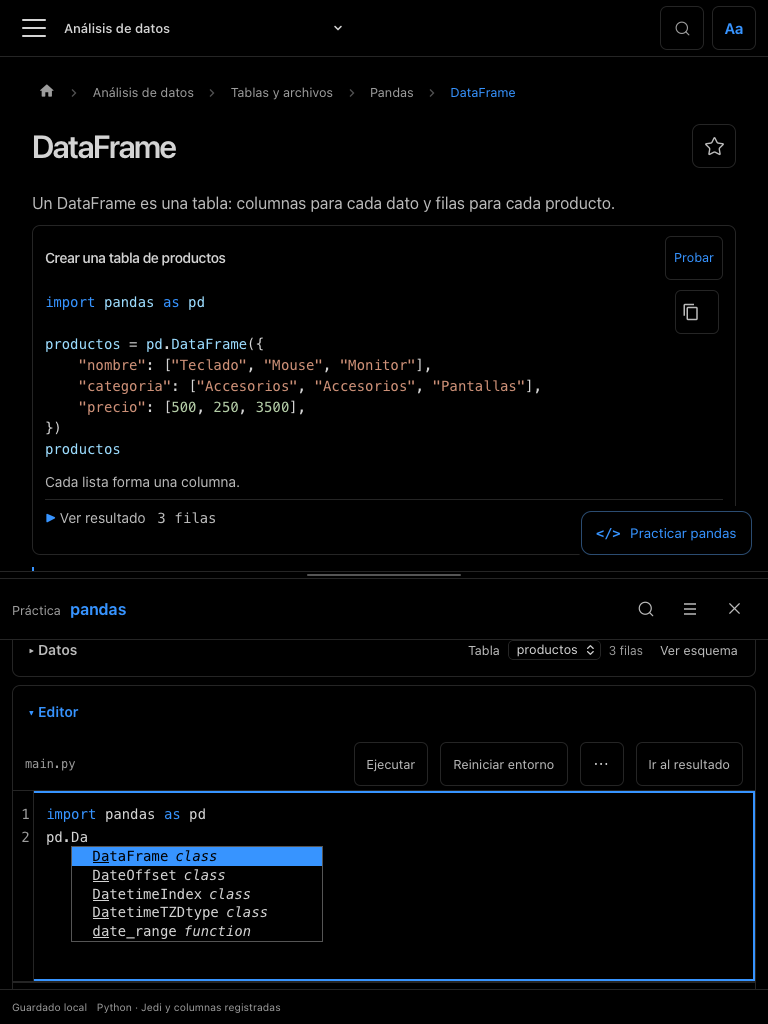 Análisis de datos
Aa
Análisis de datos > Tablas y archivos > Pandas > DataFrame
DataFrame
Un DataFrame es una tabla: columnas para cada dato y filas para cada producto.
Crear una tabla de productos
Probar
import pandas as pd
productos = pd.DataFrame({
"nombre": ["Teclado", "Mouse", "Monitor"],
"categoria": ["Accesorios", "Accesorios", "Pantallas"],
"precio": [500, 250, 3500],
})
productos
Cada lista forma una columna.
Ver resultado 3 filas
</> Practicar pandas
Práctica pandas
Datos
Tabla productos 3 filas Ver esquema
Editor
main.py
Ejecutar
Reiniciar entorno
...
Ir al resultado
1 import pandas as pd
2 pd.Da
DataFrame class
DateOffset class
DatetimeIndex class
DatetimeTZDtype class
date_range function
Guardado local Python · Jedi y columnas registradas